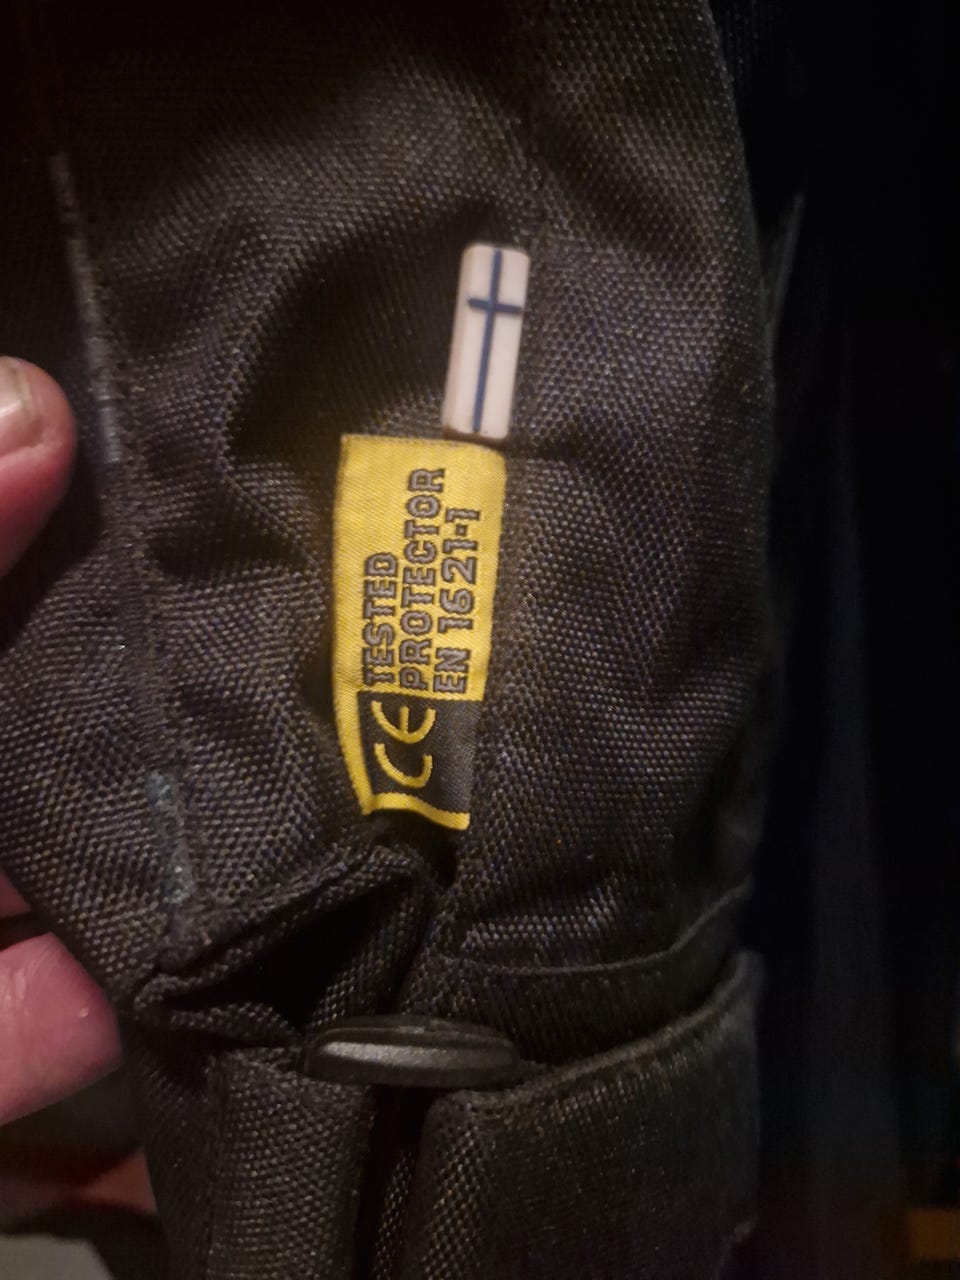 TESTED
PROTECTOR
EN 1621-1
CE